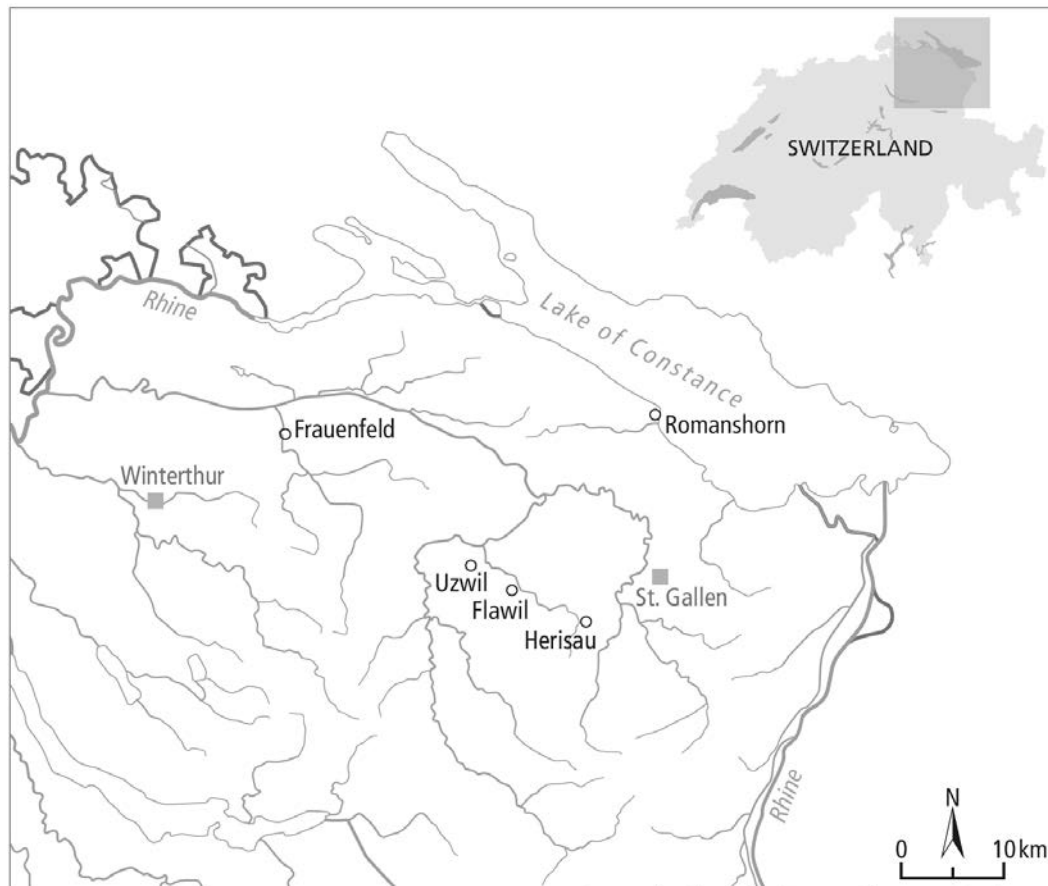 SWITZERLAND
Rhine
Lake of Constance
Romanshorn
Frauenfeld
Winterthur
Uzwil
St. Gallen
Flawil
Herisau
Rhine
N
0 10 km